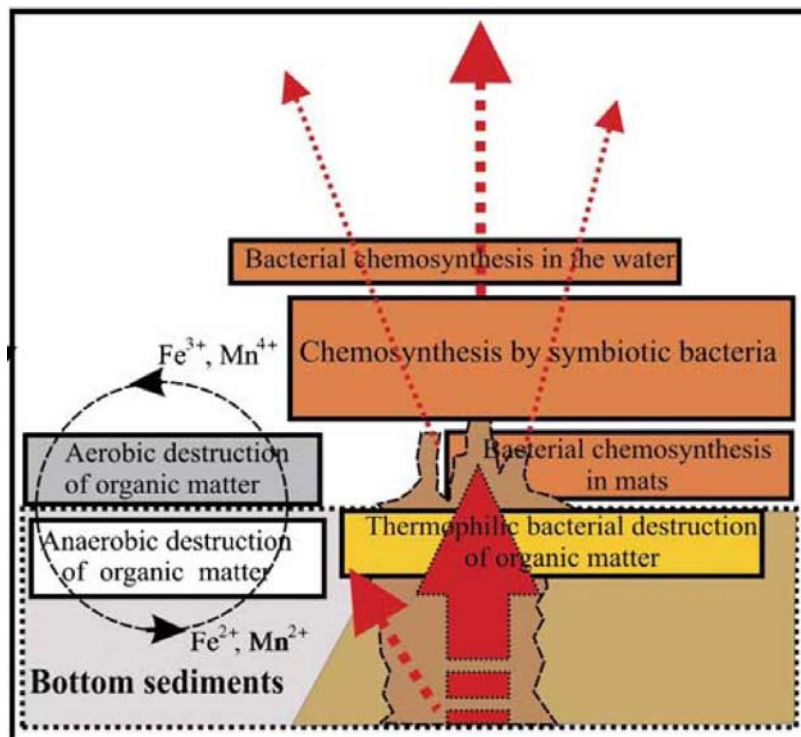 Bacterial chemosynthesis in the water
Chemosynthesis by symbiotic bacteria
Fe³⁺, Mn⁴⁺
Aerobic destruction
of organic matter
Bacterial chemosynthesis
in mats
Anaerobic destruction
of organic matter
Thermophilic bacterial destruction
of organic matter
Fe²⁺, Mn²⁺
Bottom sediments